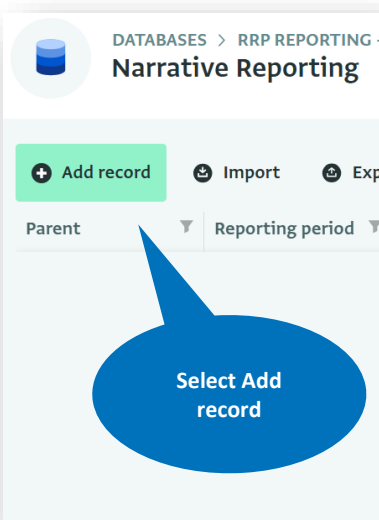 DATABASES > RRP REPORTING
Narrative Reporting
Add record
Import
Parent
Reporting period
Select Add
record